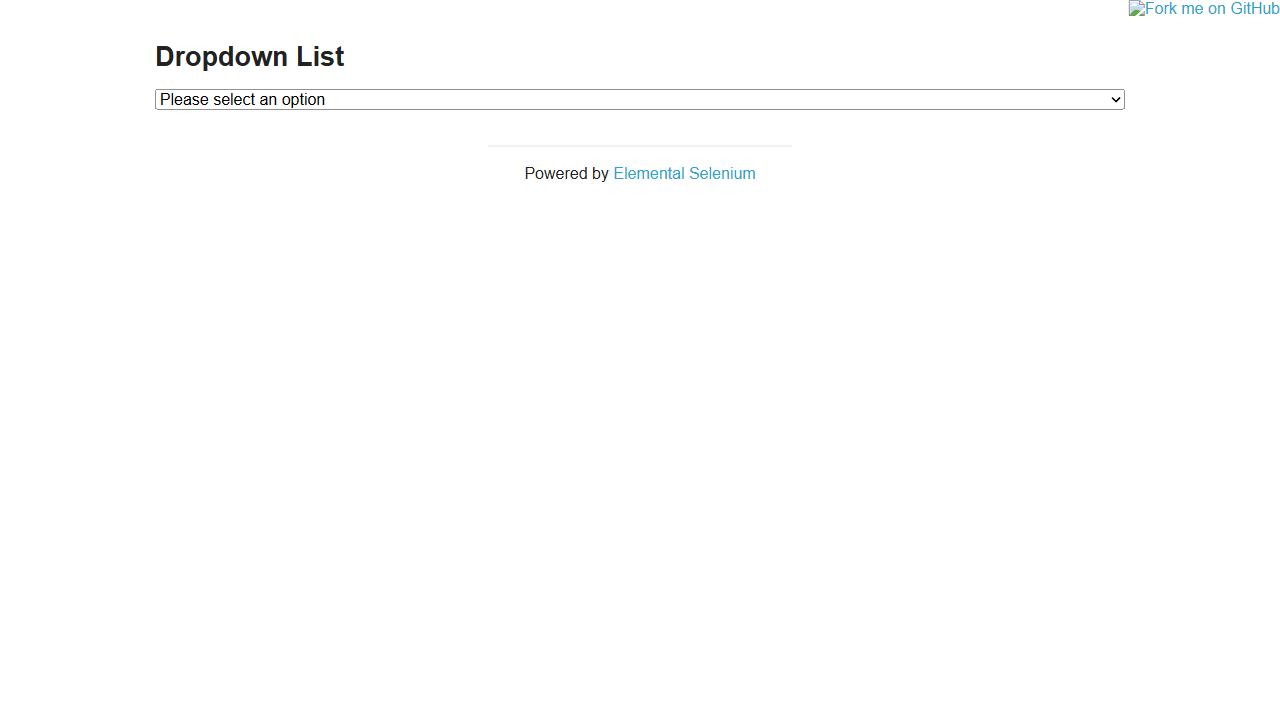 Fork me on GitHub
Dropdown List
Please select an option
Powered by Elemental Selenium